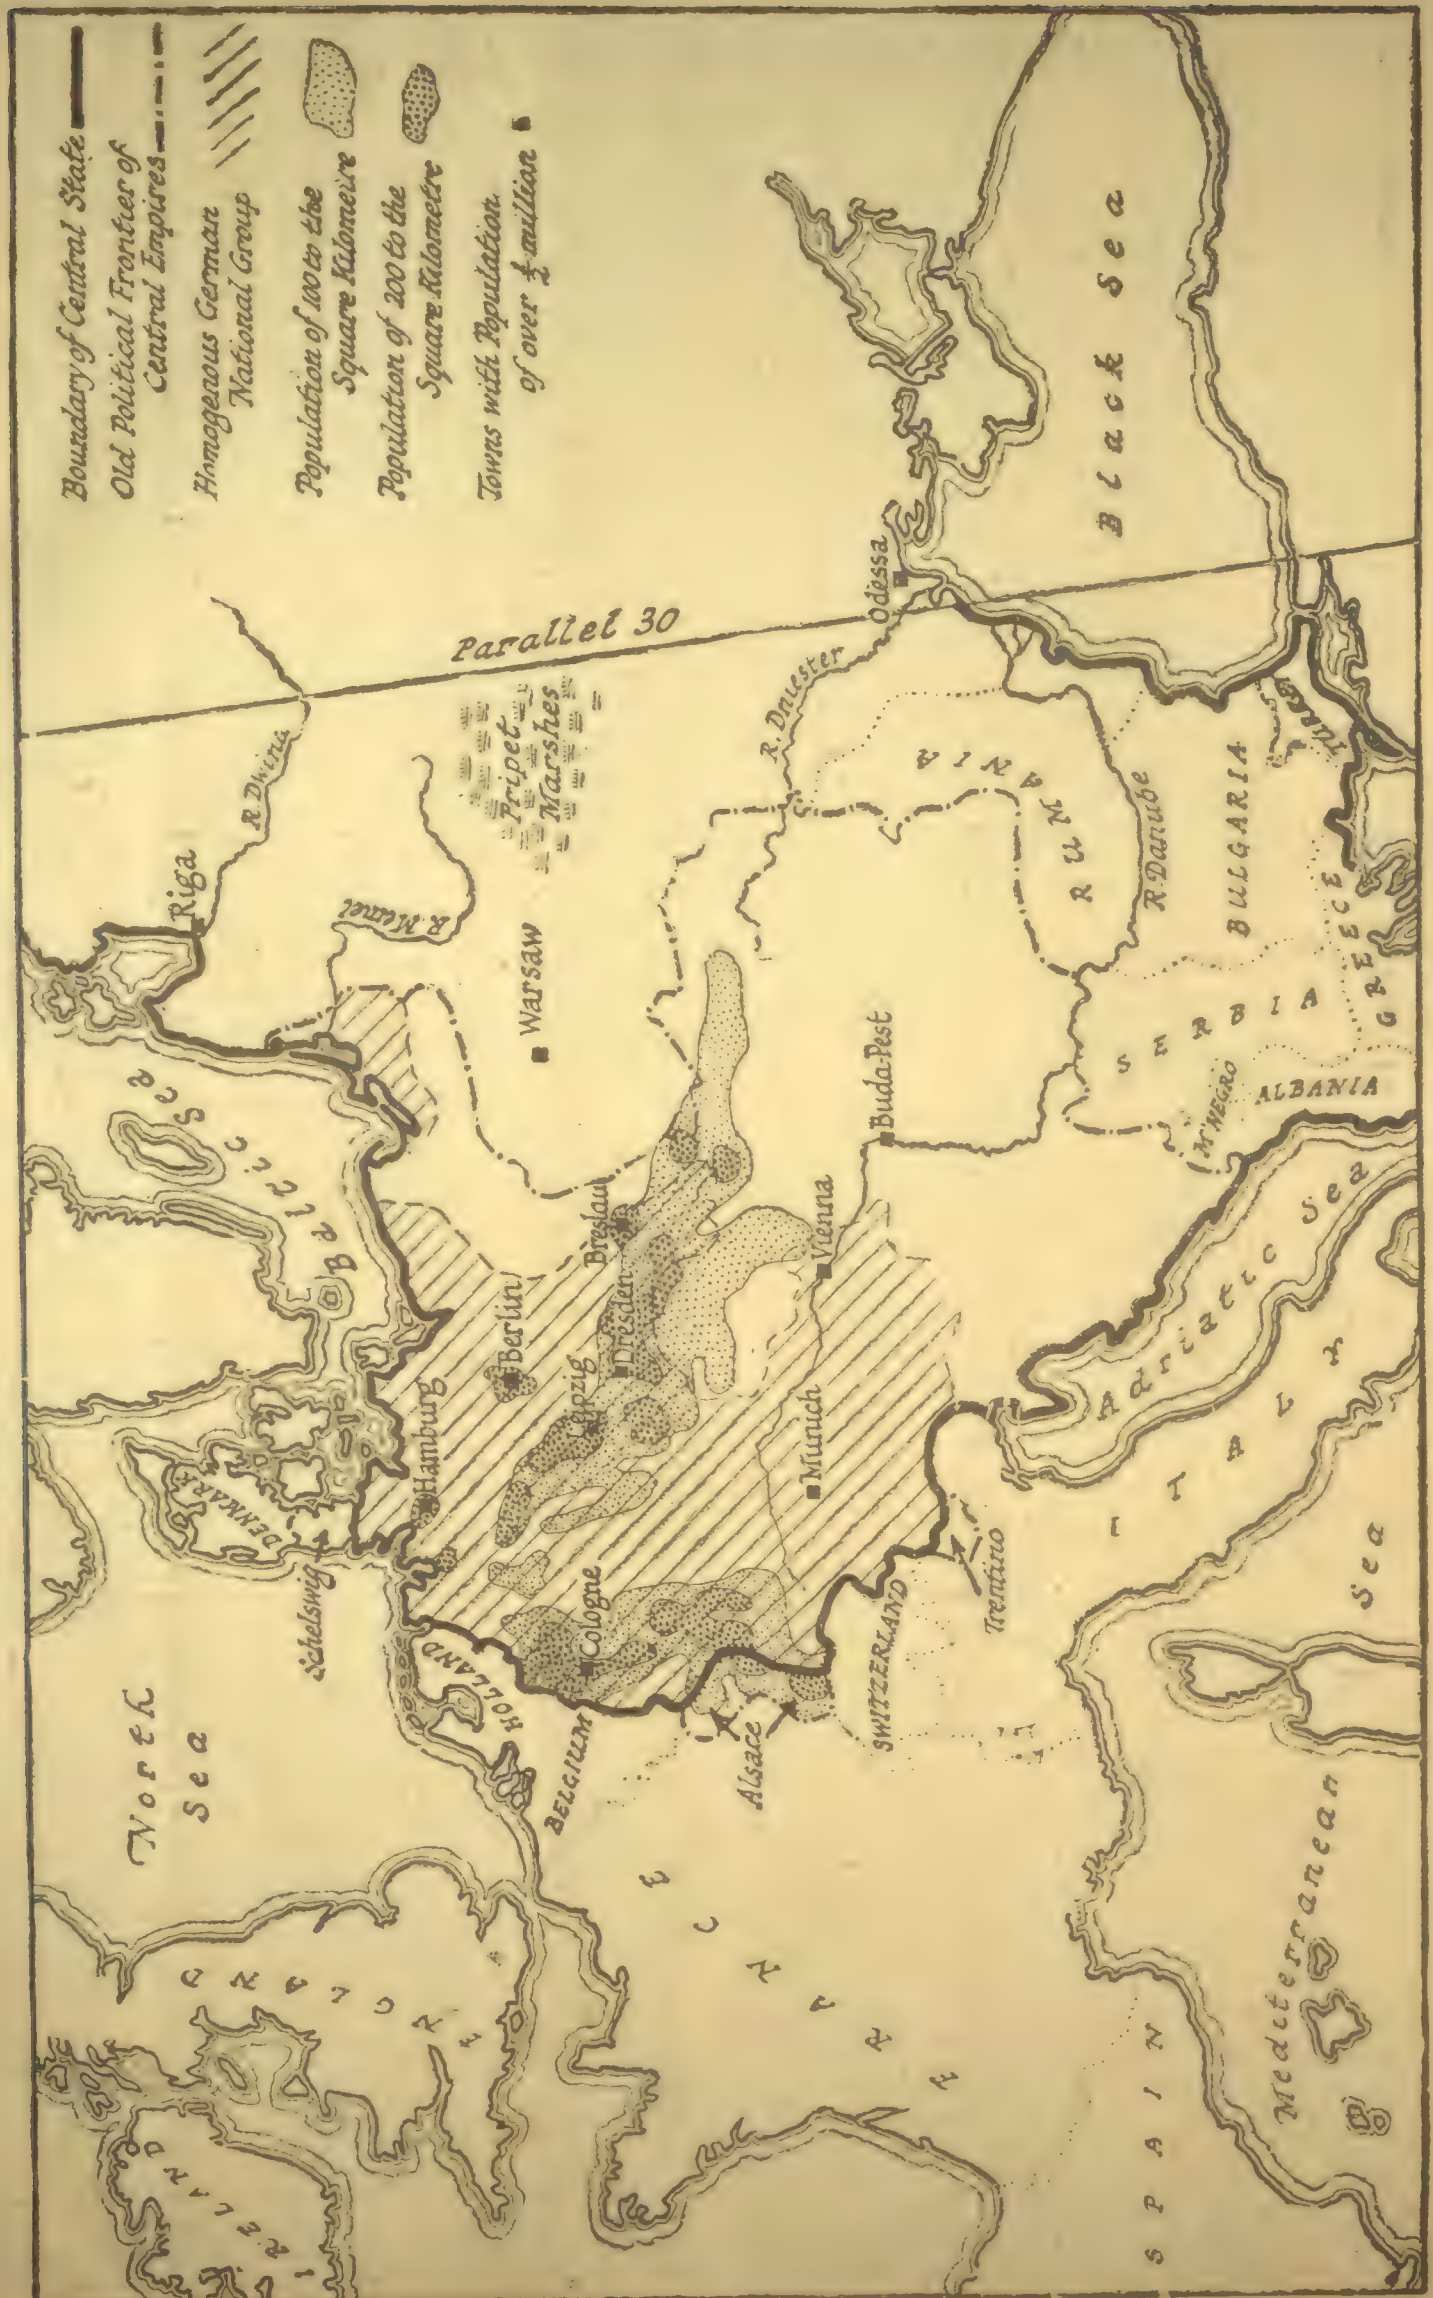 Boundary of Central State
Old Political Frontier of
Central Empires
Homogenous German
National Group
Population of 100 to the
Square Kilometre
Population of 200 to the
Square Kilometre
Towns with Population
of over ½ million
North
Sea
Baltic Sea
Riga
R. Dwina
R. Memel
Parallel 30
Pripet
Marshes
Warsaw
DENMARK
Schelswig
Hamburg
Berlin
Breslau
Dresden
Leipzig
Cologne
HOLLAND
BELGIUM
Alsace
Munich
Vienna
Buda-Pest
SWITZERLAND
Trentino
ENGLAND
IRELAND
FRANCE
SPAIN
ITALY
Adriatic Sea
Mediterranean
Sea
R. Dniester
Odessa
Black Sea
RUMANIA
R. Danube
BULGARIA
SERBIA
Mᵗ NEGRO
ALBANIA
GREECE
TURKEY